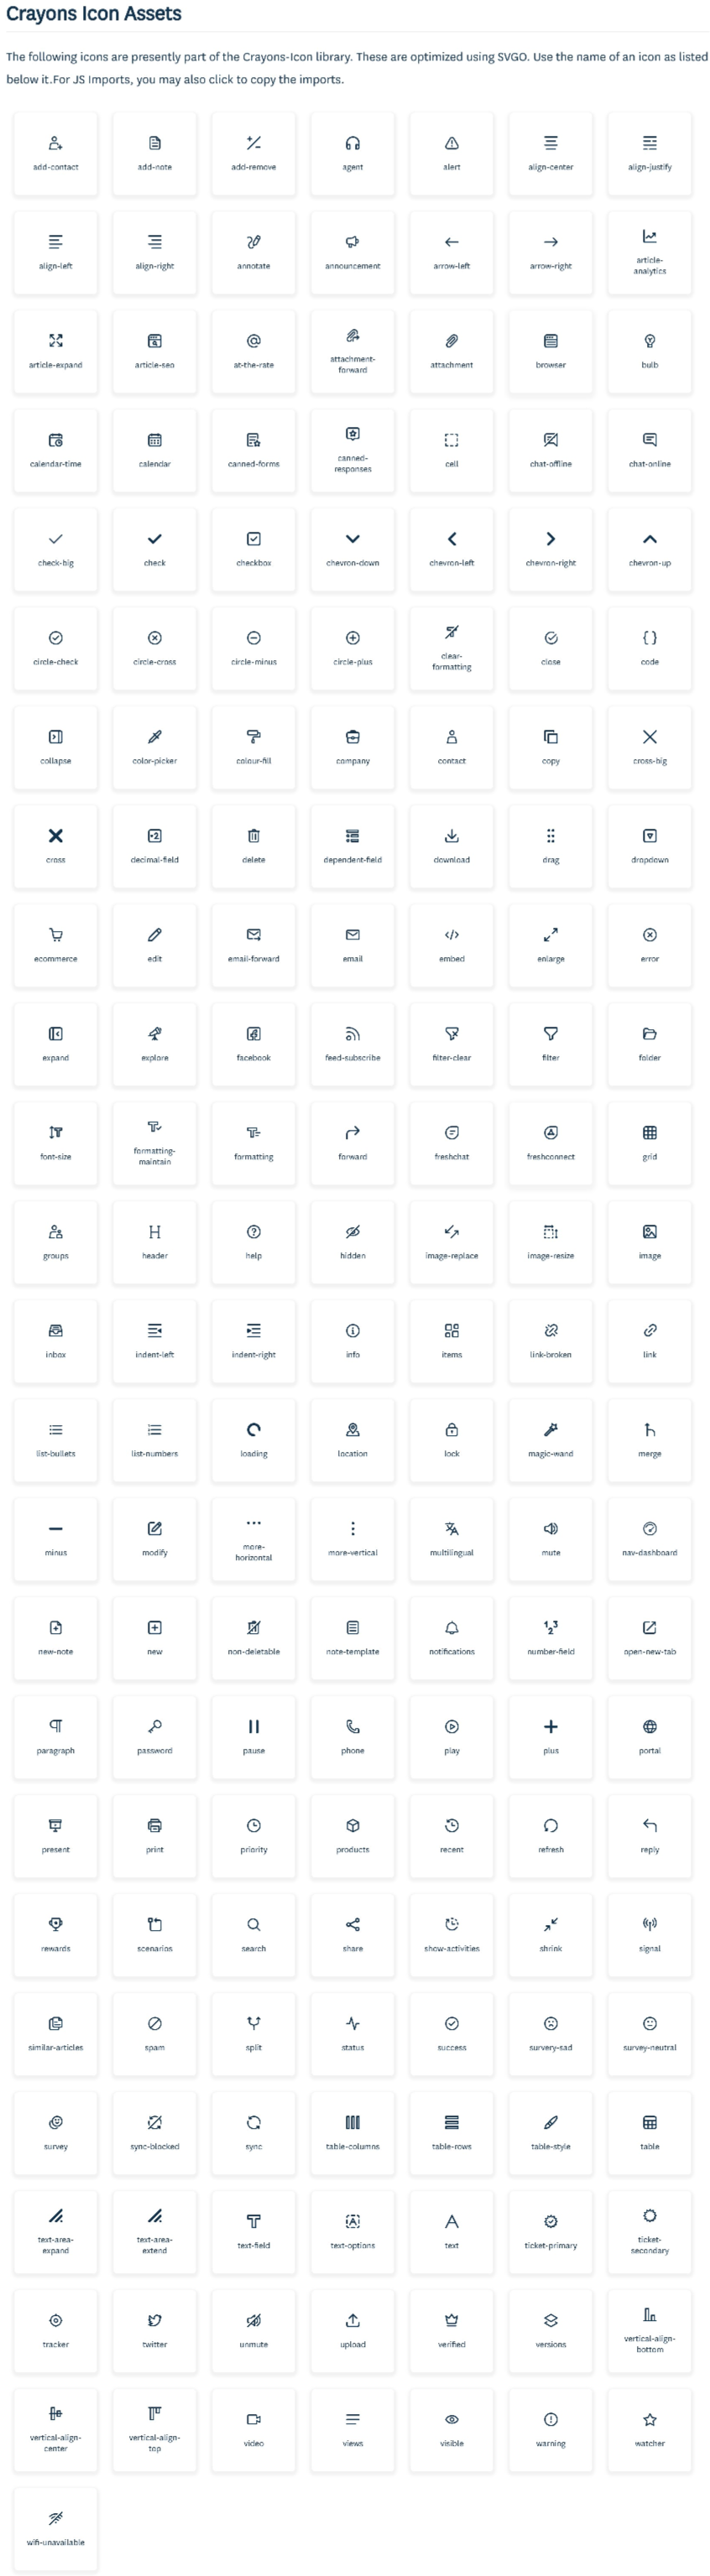 Crayons Icon Assets
The following icons are presently part of the Crayons-Icon library. These are optimized using SVGO. Use the name of an icon as listed
below it.For JS Imports, you may also click to copy the imports.
add-contact add-note add-remove agent alert align-center align-justify
align-left align-right annotate announcement arrow-left arrow-right article-
analytics
article-expand article-seo at-the-rate attachment-
forward attachment browser bulb
calendar-time calendar canned-forms canned-
responses cell chat-offline chat-online
check-big check checkbox chevron-down chevron-left chevron-right chevron-up
circle-check circle-cross circle-minus circle-plus clear-
formatting close code
collapse color-picker colour-fill company contact copy cross-big
cross decimal-field delete dependent-field download drag dropdown
ecommerce edit email-forward email embed enlarge error
expand explore facebook feed-subscribe filter-clear filter folder
font-size formatting-
maintain formatting forward freshchat freshconnect grid
groups header help hidden image-replace image-resize image
inbox indent-left indent-right info items link-broken link
list-bullets list-numbers loading location lock magic-wand merge
minus modify more-
horizontal more-vertical multilingual mute nav-dashboard
new-note new non-deletable note-template notifications number-field open-new-tab
paragraph password pause phone play plus portal
present print priority products recent refresh reply
rewards scenarios search share show-activities shrink signal
similar-articles spam split status success survery-sad survey-neutral
survey sync-blocked sync table-columns table-rows table-style table
text-area-
expand text-area-
extend text-field text-options text ticket-primary ticket-
secondary
tracker twitter unmute upload verified versions vertical-align-
bottom
vertical-align-
center vertical-align-
top video views visible warning watcher
wifi-unavailable